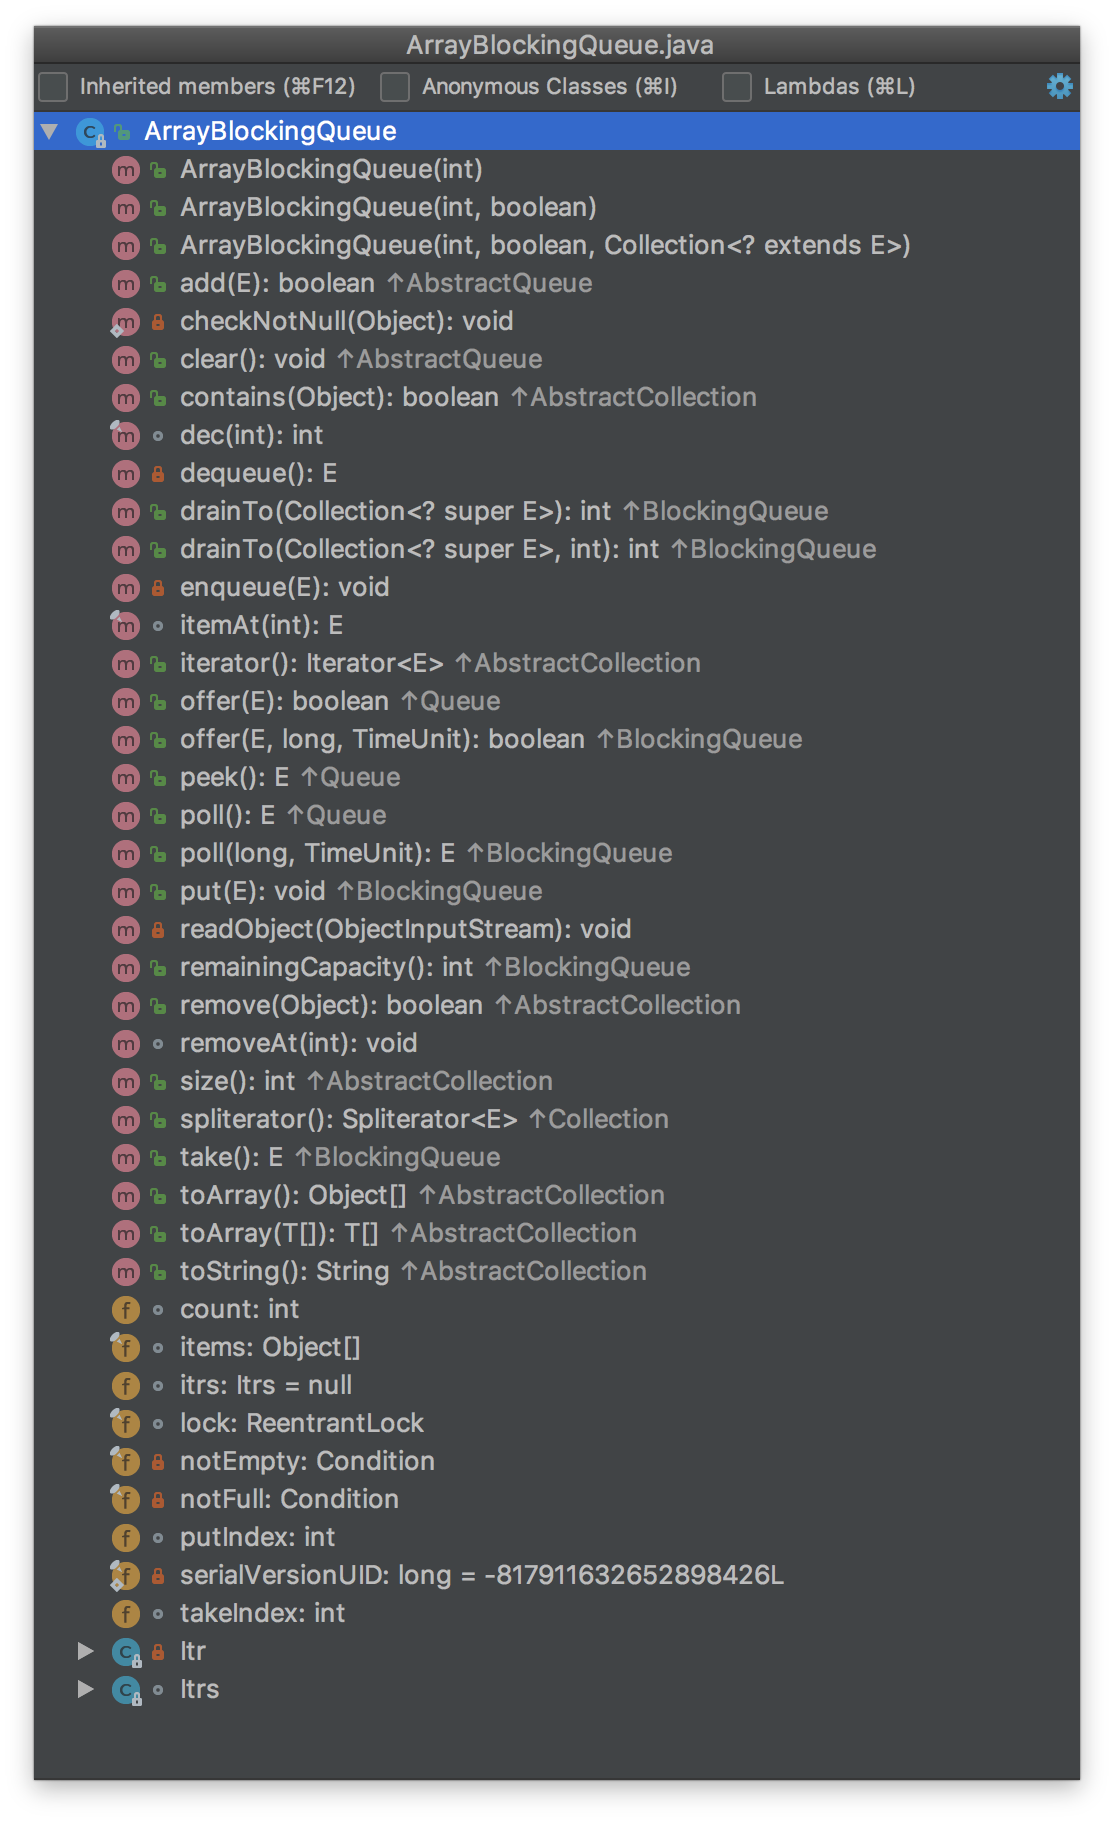 ArrayBlockingQueue.java
Inherited members (⌘F12) Anonymous Classes (⌘I) Lambdas (⌘L)
C ArrayBlockingQueue
m ArrayBlockingQueue(int)
m ArrayBlockingQueue(int, boolean)
m ArrayBlockingQueue(int, boolean, Collection<? extends E>)
m add(E): boolean ↑AbstractQueue
m checkNotNull(Object): void
m clear(): void ↑AbstractQueue
m contains(Object): boolean ↑AbstractCollection
m dec(int): int
m dequeue(): E
m drainTo(Collection<? super E>): int ↑BlockingQueue
m drainTo(Collection<? super E>, int): int ↑BlockingQueue
m enqueue(E): void
m itemAt(int): E
m iterator(): Iterator<E> ↑AbstractCollection
m offer(E): boolean ↑Queue
m offer(E, long, TimeUnit): boolean ↑BlockingQueue
m peek(): E ↑Queue
m poll(): E ↑Queue
m poll(long, TimeUnit): E ↑BlockingQueue
m put(E): void ↑BlockingQueue
m readObject(ObjectInputStream): void
m remainingCapacity(): int ↑BlockingQueue
m remove(Object): boolean ↑AbstractCollection
m removeAt(int): void
m size(): int ↑AbstractCollection
m spliterator(): Spliterator<E> ↑Collection
m take(): E ↑BlockingQueue
m toArray(): Object[] ↑AbstractCollection
m toArray(T[]): T[] ↑AbstractCollection
m toString(): String ↑AbstractCollection
f count: int
f items: Object[]
f itrs: Itrs = null
f lock: ReentrantLock
f notEmpty: Condition
f notFull: Condition
f putIndex: int
f serialVersionUID: long = -817911632652898426L
f takeIndex: int
C Itr
C Itrs